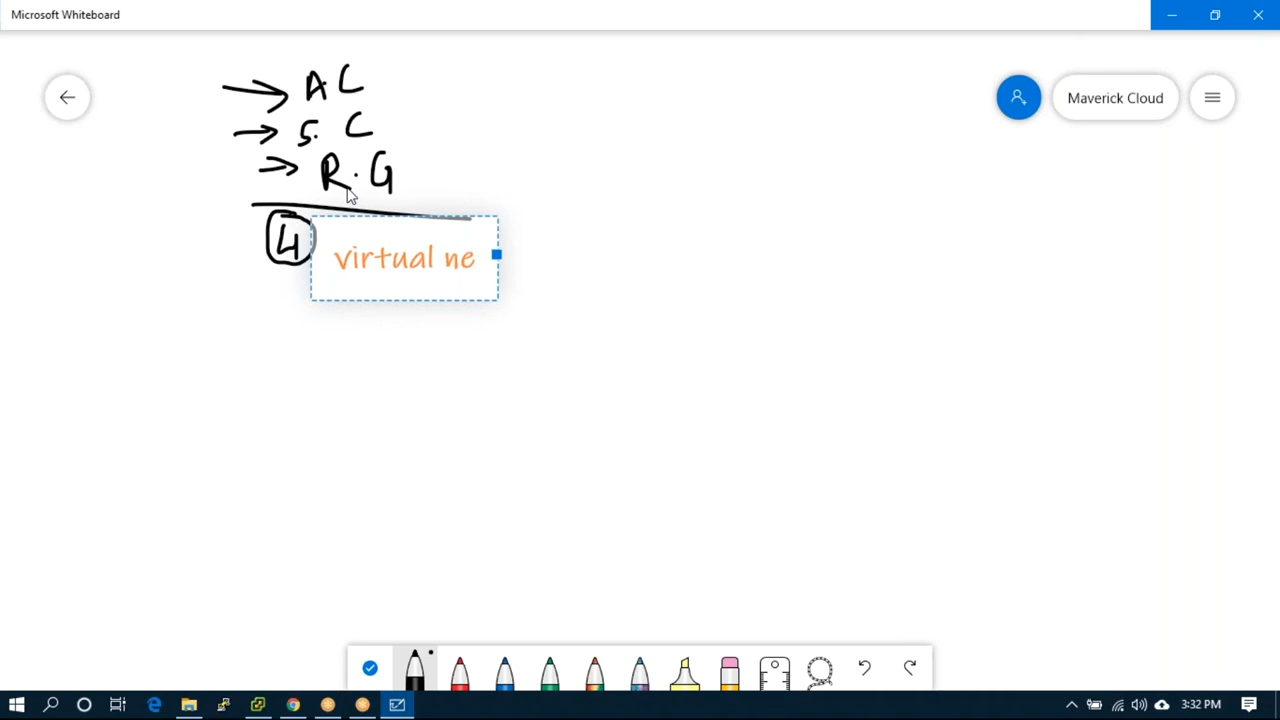 Microsoft Whiteboard
A. C
S. C
R. G
4
virtual ne
Maverick Cloud
3:32 PM